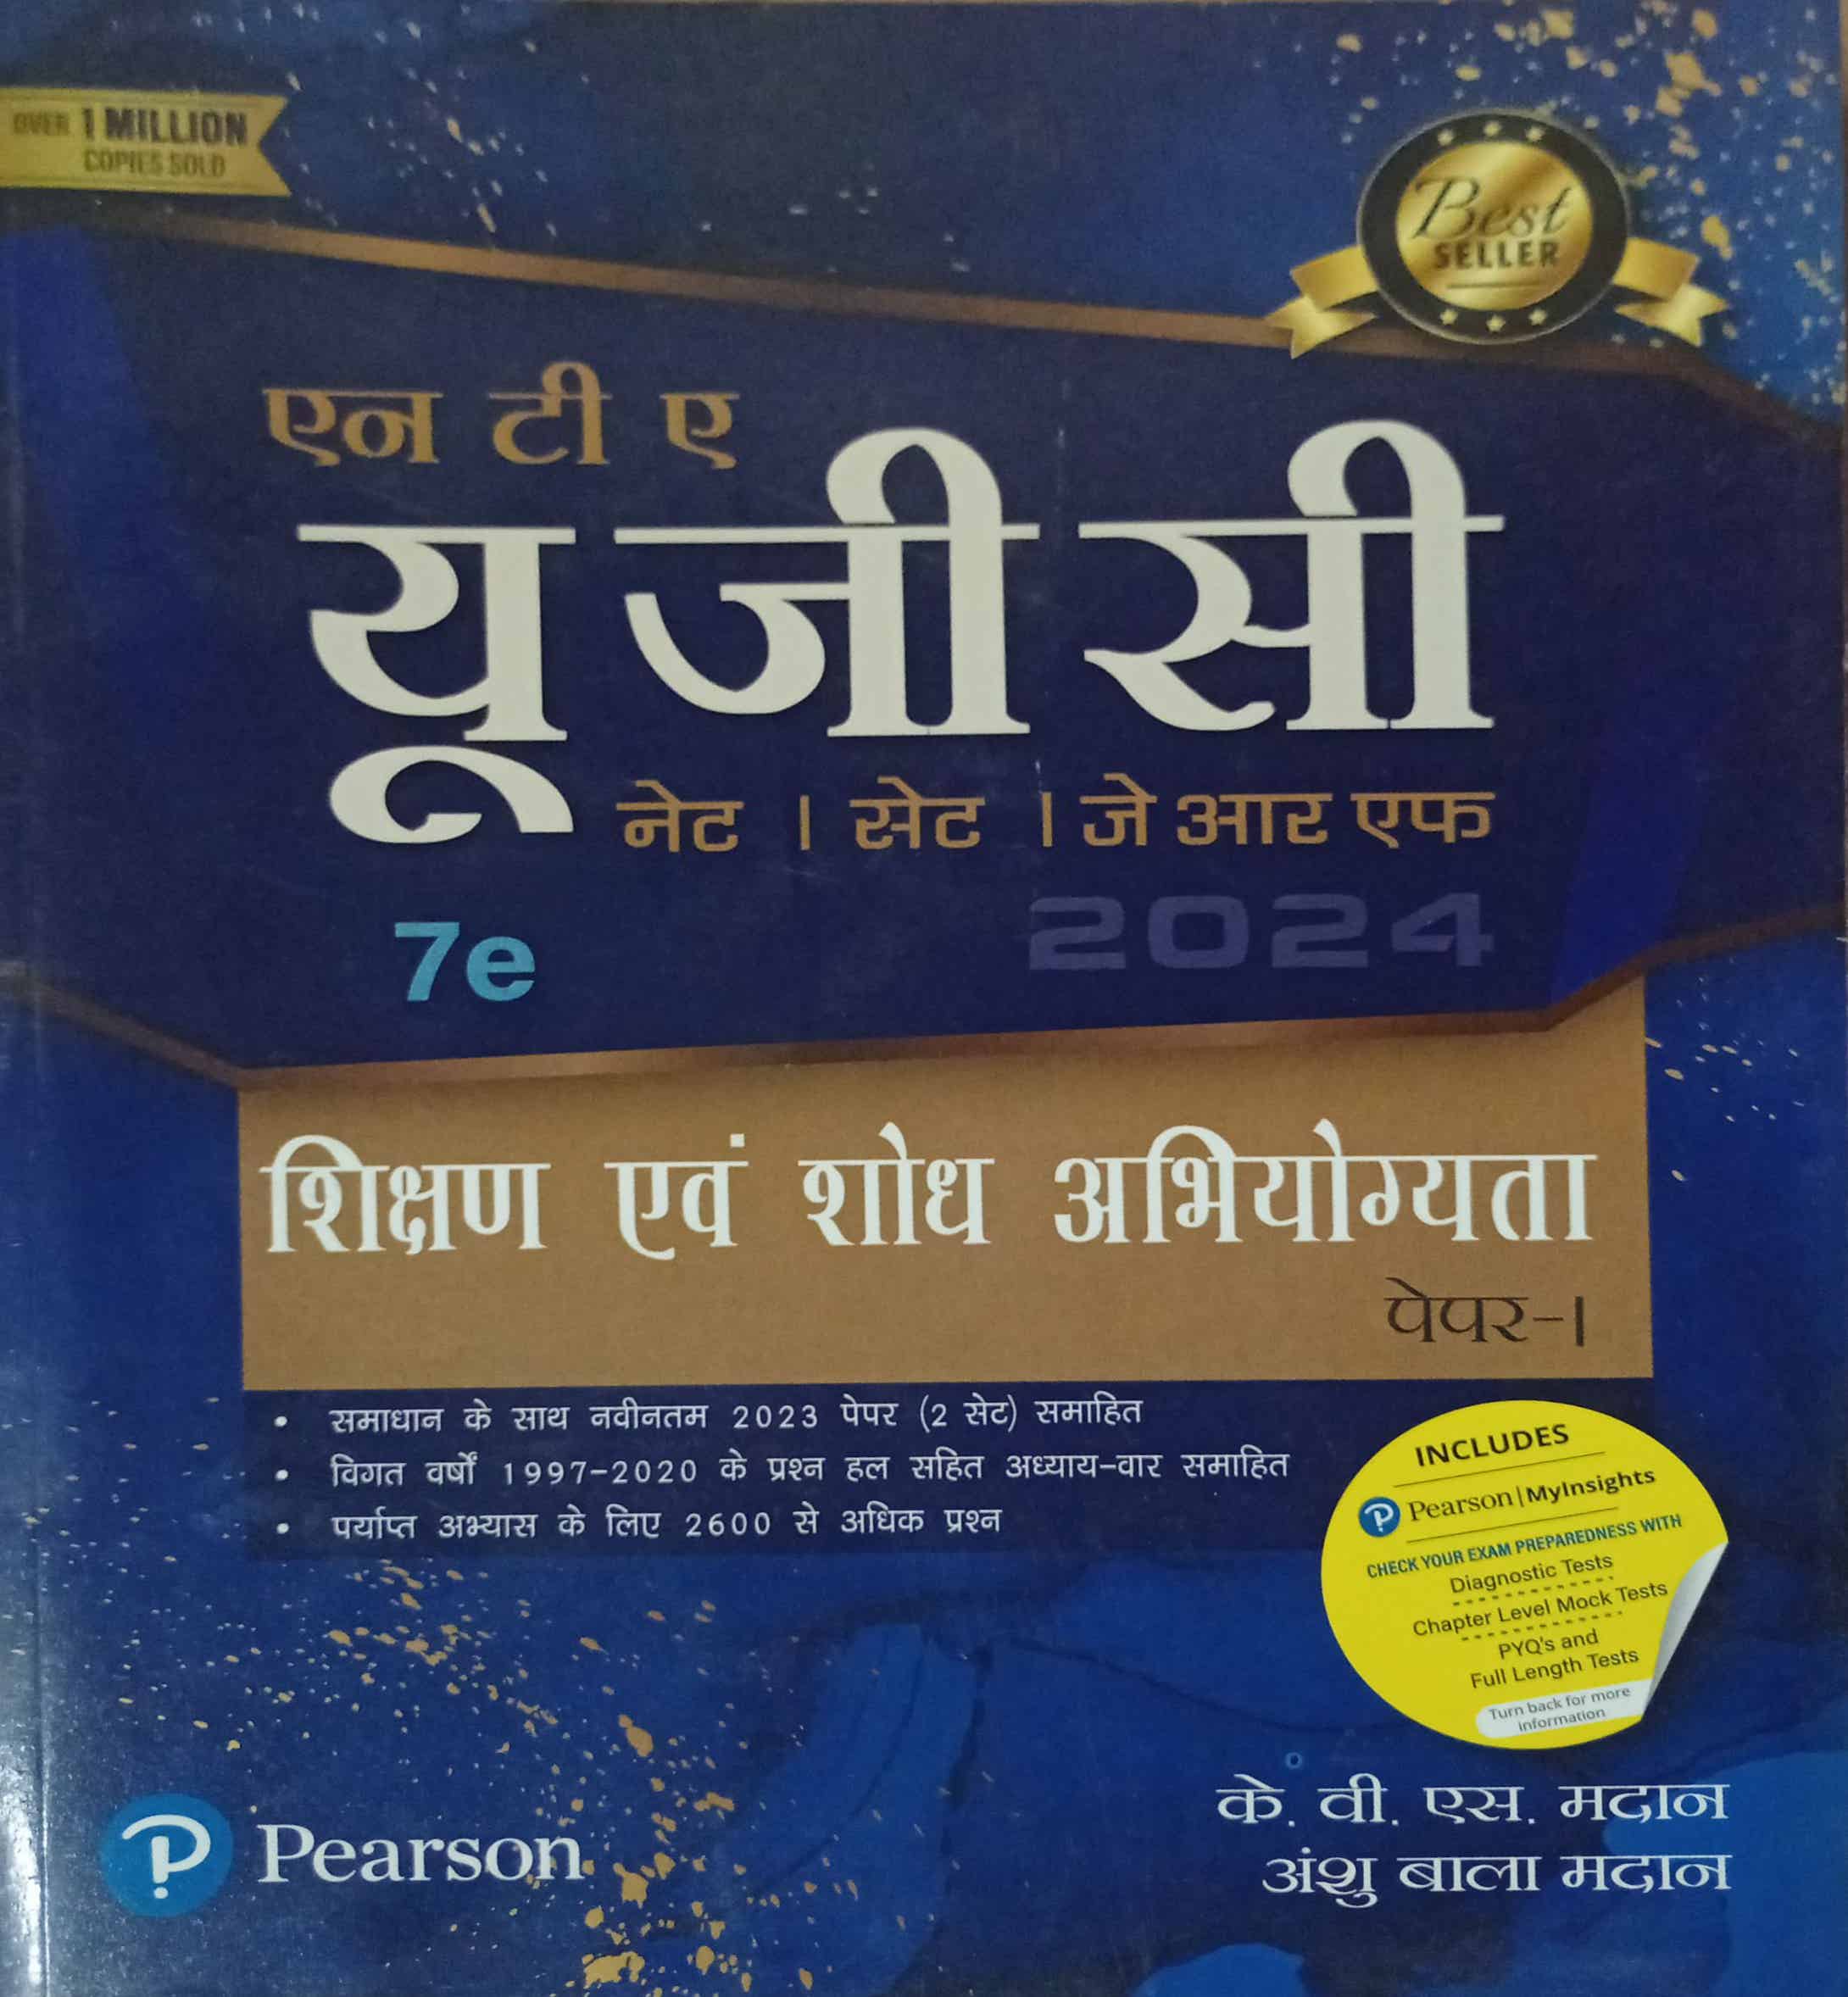 OVER 1 MILLION
COPIES SOLD
Best
SELLER
एन टी ए
यू जी सी
नेट । सेट । जे आर एफ
7e
2024
शिक्षण एवं शोध अभियोग्यता
पेपर-I
• समाधान के साथ नवीनतम 2023 पेपर (2 सेट) समाहित
• विगत वर्षों 1997-2020 के प्रश्न हल सहित अध्याय-वार समाहित
• पर्याप्त अभ्यास के लिए 2600 से अधिक प्रश्न
INCLUDES
Pearson | MyInsights
CHECK YOUR EXAM PREPAREDNESS WITH
Diagnostic Tests
Chapter Level Mock Tests
PYQ's and
Full Length Tests
Turn back for more
information
के. वी. एस. मदान
अंशु बाला मदान
Pearson